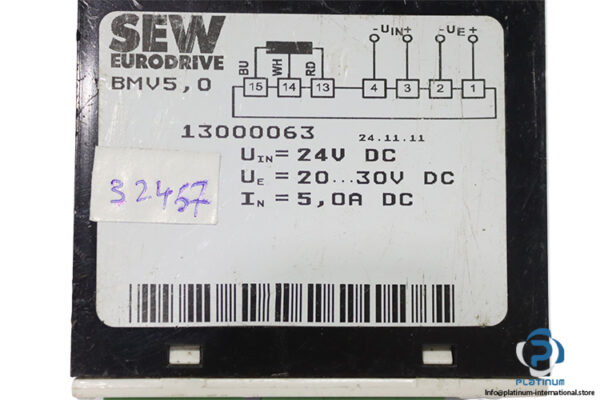 SEW
EURODRIVE
BMV5,0
-UIN+ -UE+
BU WH RD
15 14 13 4 3 2 1
13000063 24.11.11
UIN= 24V DC
UE = 20...30V DC
IN = 5,0A DC
32457
PLATINUM
Info@platinum-international.store